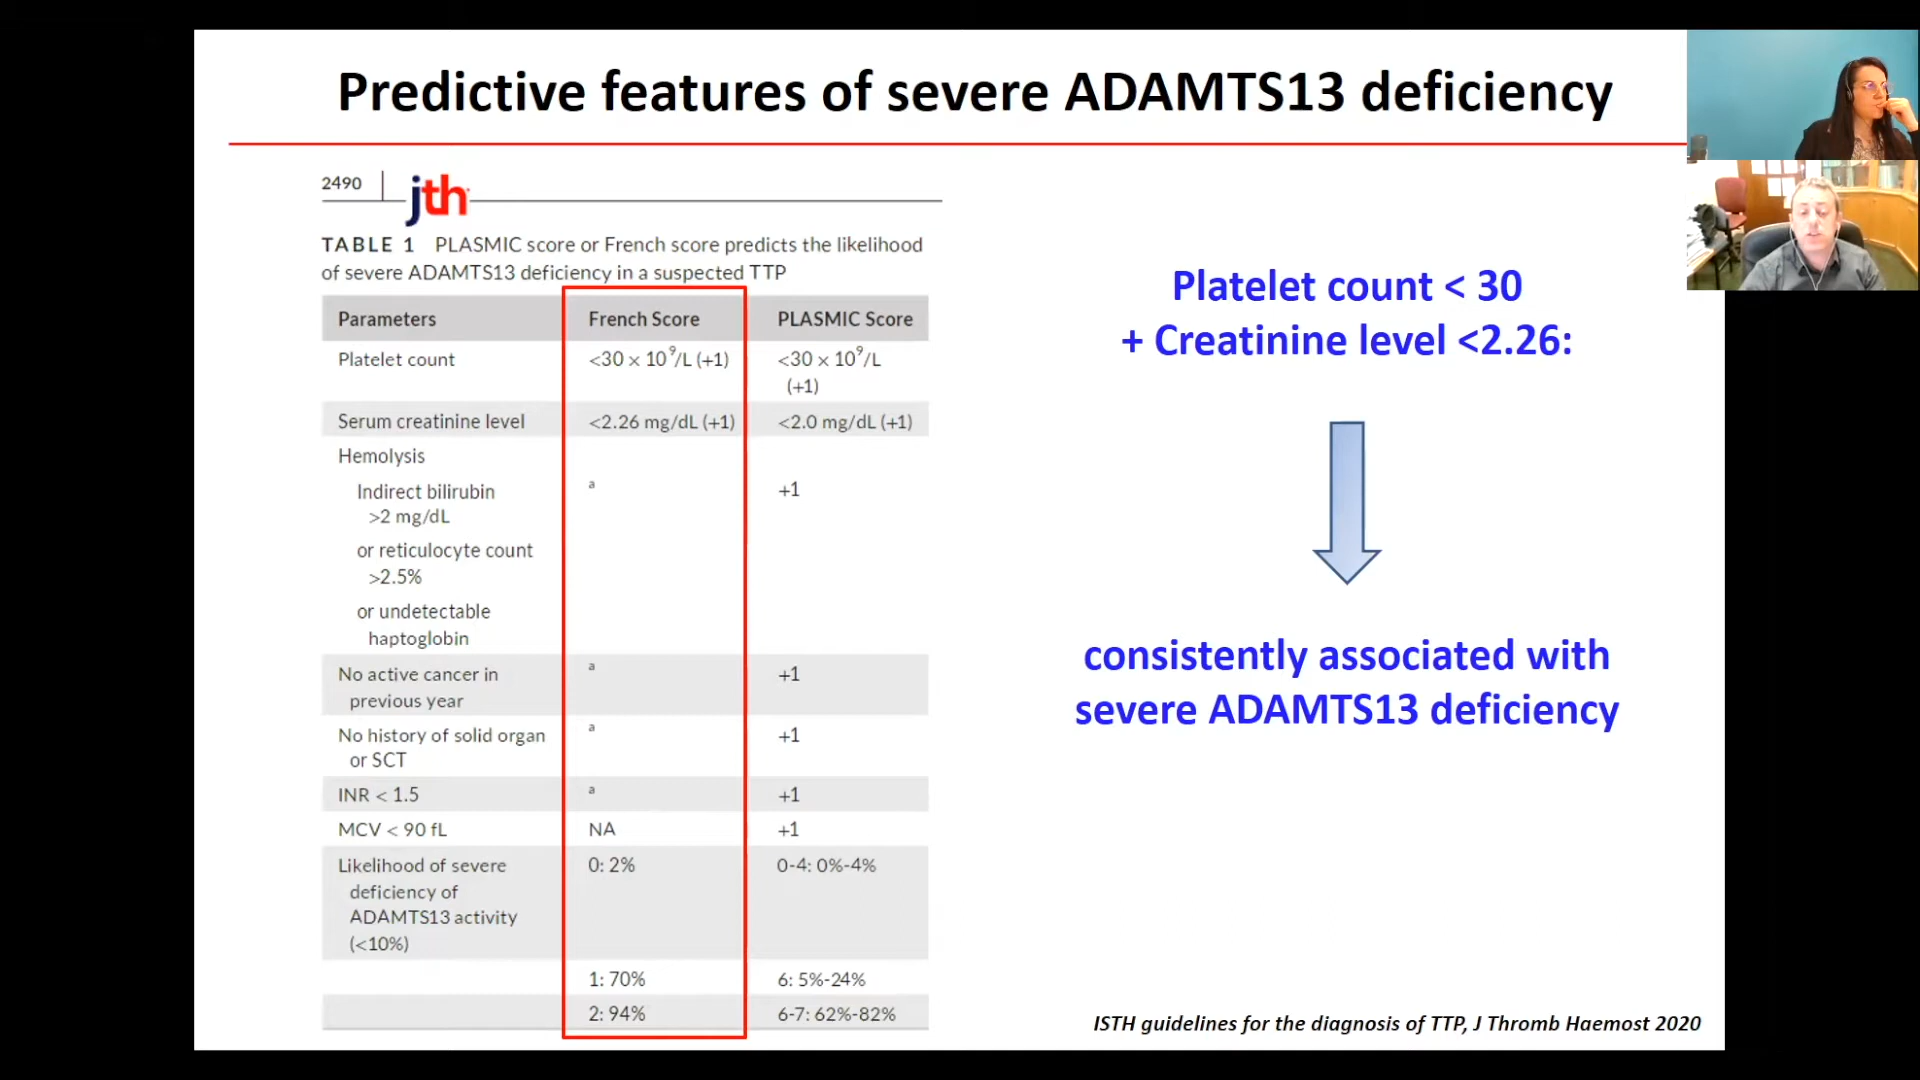 Predictive features of severe ADAMTS13 deficiency
2490
jth
TABLE 1 PLASMIC score or French score predicts the likelihood
of severe ADAMTS13 deficiency in a suspected TTP
Parameters French Score PLASMIC Score
Platelet count <30 × 10⁹/L (+1) <30 × 10⁹/L
(+1)
Serum creatinine level <2.26 mg/dL (+1) <2.0 mg/dL (+1)
Hemolysis
Indirect bilirubin a +1
>2 mg/dL
or reticulocyte count
>2.5%
or undetectable
haptoglobin
No active cancer in a +1
previous year
No history of solid organ a +1
or SCT
INR < 1.5 a +1
MCV < 90 fL NA +1
Likelihood of severe 0: 2% 0-4: 0%-4%
deficiency of
ADAMTS13 activity
(<10%)
1: 70% 6: 5%-24%
2: 94% 6-7: 62%-82%
Platelet count < 30
+ Creatinine level <2.26:
consistently associated with
severe ADAMTS13 deficiency
ISTH guidelines for the diagnosis of TTP, J Thromb Haemost 2020